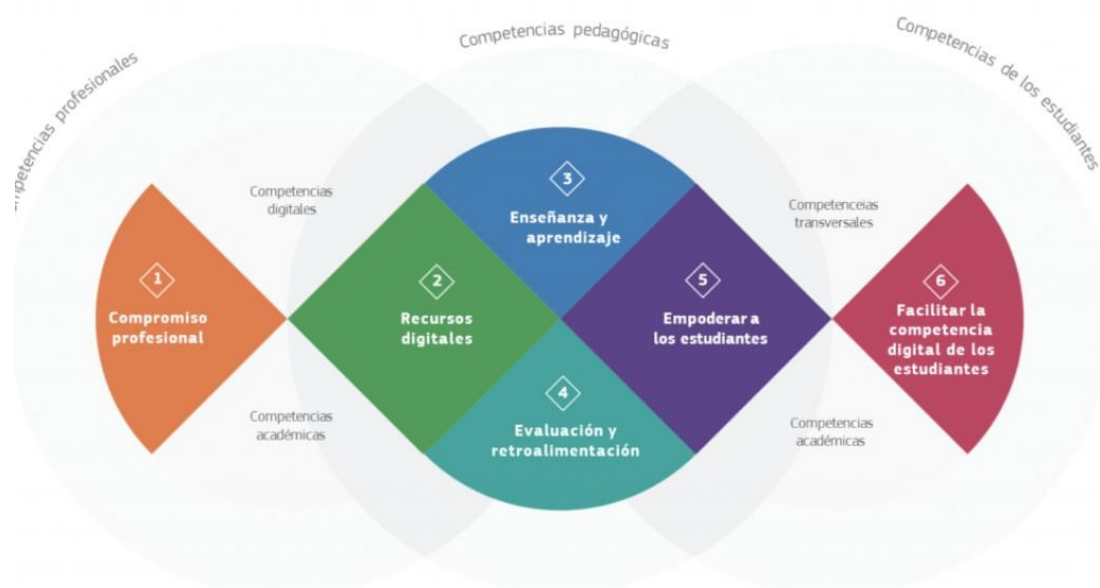 Competencias pedagógicas
Competencias de los estudiantes
profesionales
Competencias
digitales
Competenceias
transversales
3
Enseñanza y
aprendizaje
1
Compromiso
profesional
2
Recursos
digitales
5
Empoderar a
los estudiantes
6
Facilitar la
competencia
digital de los
estudiantes
4
Evaluación y
retroalimentación
Competencias
académicas
Competencias
académicas